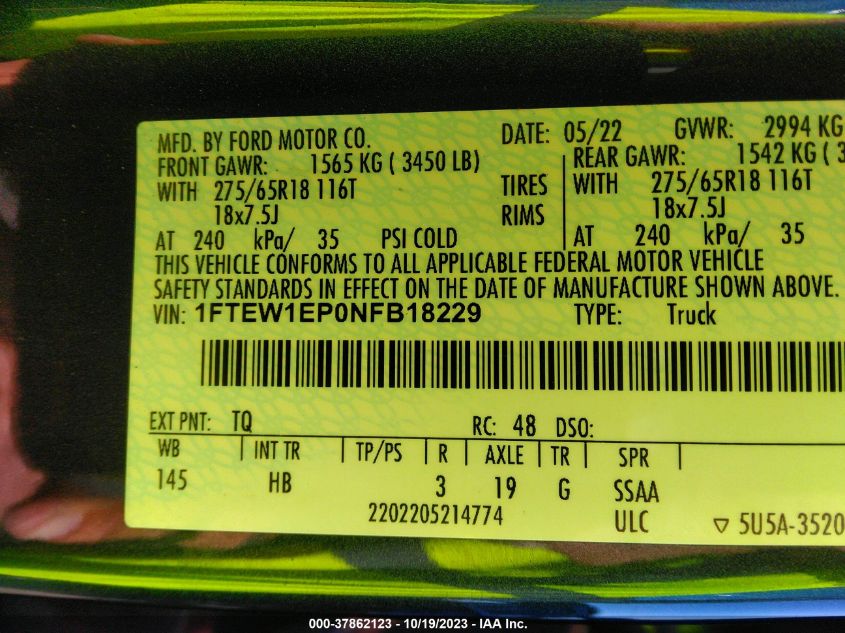 MFD. BY FORD MOTOR CO. DATE: 05/22 GVWR: 2994 KG
FRONT GAWR: 1565 KG ( 3450 LB) REAR GAWR: 1542 KG ( 3
WITH 275/65R18 116T TIRES WITH 275/65R18 116T
18x7.5J RIMS 18x7.5J
AT 240 kPa/ 35 PSI COLD AT 240 kPa/ 35
THIS VEHICLE CONFORMS TO ALL APPLICABLE FEDERAL MOTOR VEHICLE
SAFETY STANDARDS IN EFFECT ON THE DATE OF MANUFACTURE SHOWN ABOVE.
VIN: 1FTEW1EP0NFB18229 TYPE: Truck
EXT PNT: TQ RC: 48 DSO:
WB INT TR TP/PS R AXLE TR SPR
145 HB 3 19 G SSAA
2202205214774 ULC ▽ 5U5A-3520
000-37862123 - 10/19/2023 - IAA Inc.